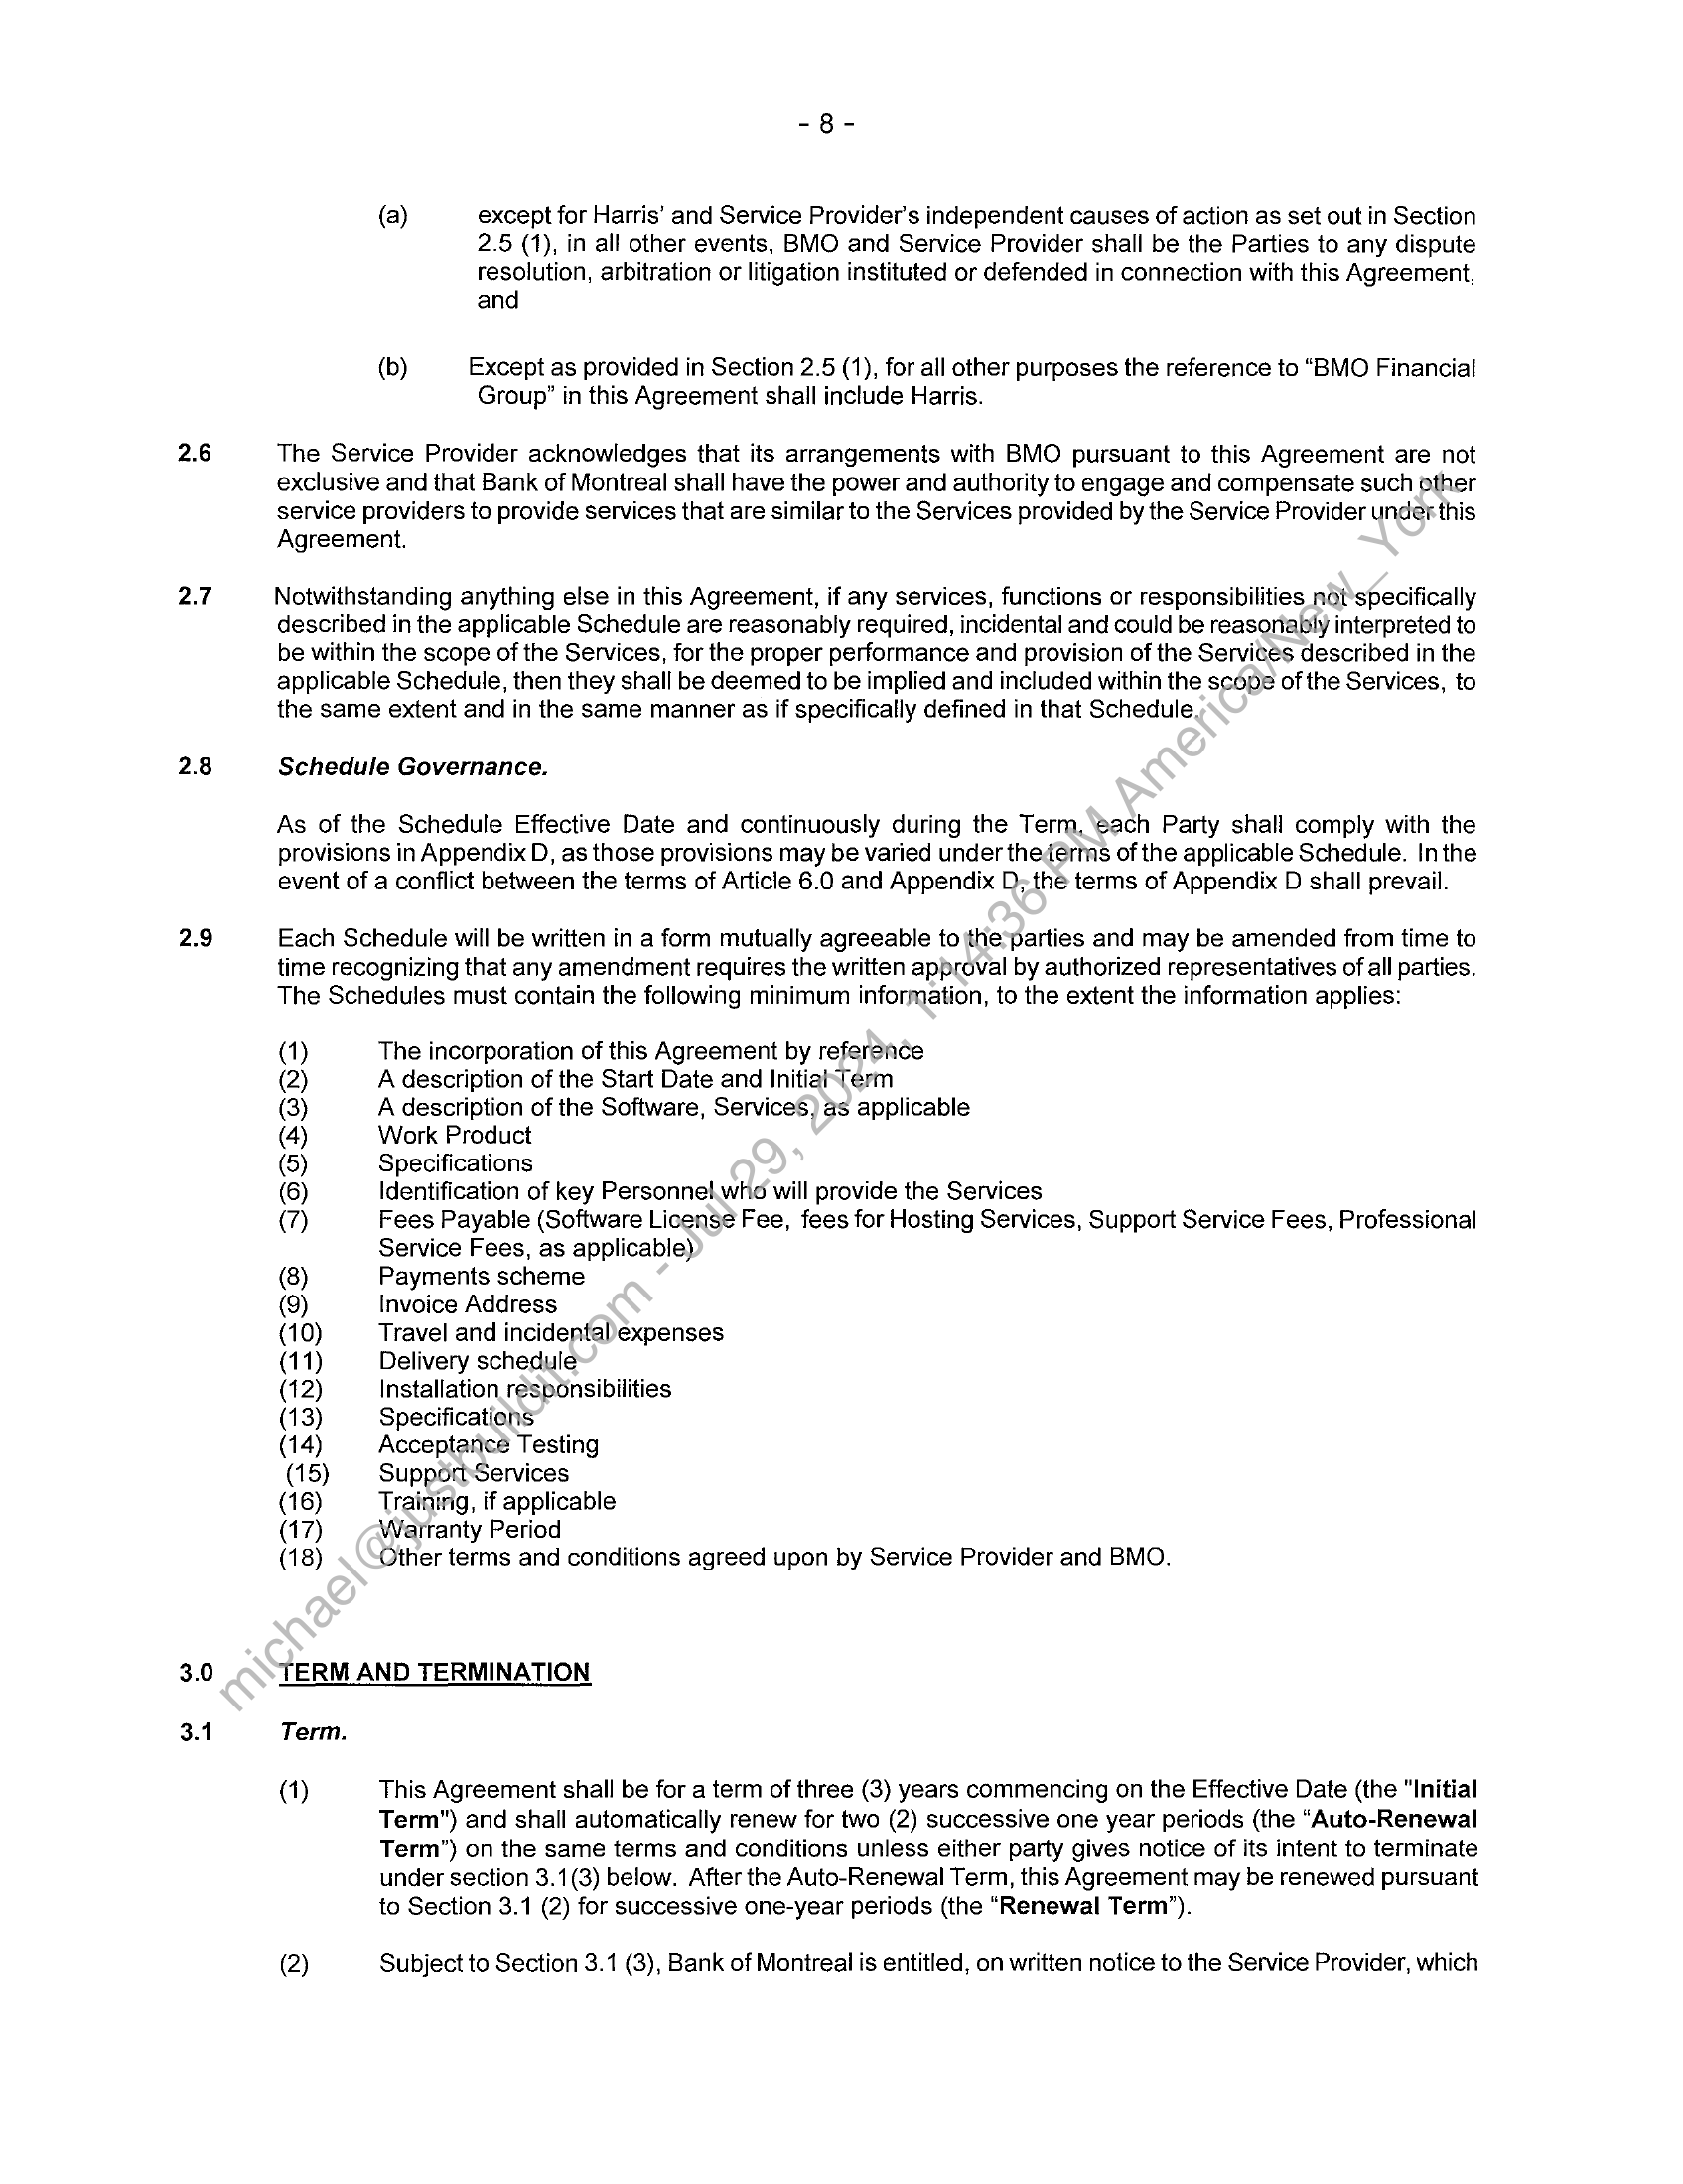 - 8 -
(a) except for Harris' and Service Provider's independent causes of action as set out in Section
2.5 (1), in all other events, BMO and Service Provider shall be the Parties to any dispute
resolution, arbitration or litigation instituted or defended in connection with this Agreement,
and
(b) Except as provided in Section 2.5 (1), for all other purposes the reference to “BMO Financial
Group” in this Agreement shall include Harris.
2.6 The Service Provider acknowledges that its arrangements with BMO pursuant to this Agreement are not
exclusive and that Bank of Montreal shall have the power and authority to engage and compensate such other
service providers to provide services that are similar to the Services provided by the Service Provider under this
Agreement.
2.7 Notwithstanding anything else in this Agreement, if any services, functions or responsibilities not specifically
described in the applicable Schedule are reasonably required, incidental and could be reasonably interpreted to
be within the scope of the Services, for the proper performance and provision of the Services described in the
applicable Schedule, then they shall be deemed to be implied and included within the scope of the Services, to
the same extent and in the same manner as if specifically defined in that Schedule.
2.8 Schedule Governance.
As of the Schedule Effective Date and continuously during the Term, each Party shall comply with the
provisions in Appendix D, as those provisions may be varied under the terms of the applicable Schedule. In the
event of a conflict between the terms of Article 6.0 and Appendix D, the terms of Appendix D shall prevail.
2.9 Each Schedule will be written in a form mutually agreeable to the parties and may be amended from time to
time recognizing that any amendment requires the written approval by authorized representatives of all parties.
The Schedules must contain the following minimum information, to the extent the information applies:
(1) The incorporation of this Agreement by reference
(2) A description of the Start Date and Initial Term
(3) A description of the Software, Services, as applicable
(4) Work Product
(5) Specifications
(6) Identification of key Personnel who will provide the Services
(7) Fees Payable (Software License Fee, fees for Hosting Services, Support Service Fees, Professional
Service Fees, as applicable)
(8) Payments scheme
(9) Invoice Address
(10) Travel and incidental expenses
(11) Delivery schedule
(12) Installation responsibilities
(13) Specifications
(14) Acceptance Testing
(15) Support Services
(16) Training, if applicable
(17) Warranty Period
(18) Other terms and conditions agreed upon by Service Provider and BMO.
3.0 TERM AND TERMINATION
3.1 Term.
(1) This Agreement shall be for a term of three (3) years commencing on the Effective Date (the "Initial
Term") and shall automatically renew for two (2) successive one year periods (the “Auto-Renewal
Term”) on the same terms and conditions unless either party gives notice of its intent to terminate
under section 3.1(3) below. After the Auto-Renewal Term, this Agreement may be renewed pursuant
to Section 3.1 (2) for successive one-year periods (the “Renewal Term”).
(2) Subject to Section 3.1 (3), Bank of Montreal is entitled, on written notice to the Service Provider, which
michael@justbuildit.com - Jul 29, 2024, 1:14:36 PM America/New_York